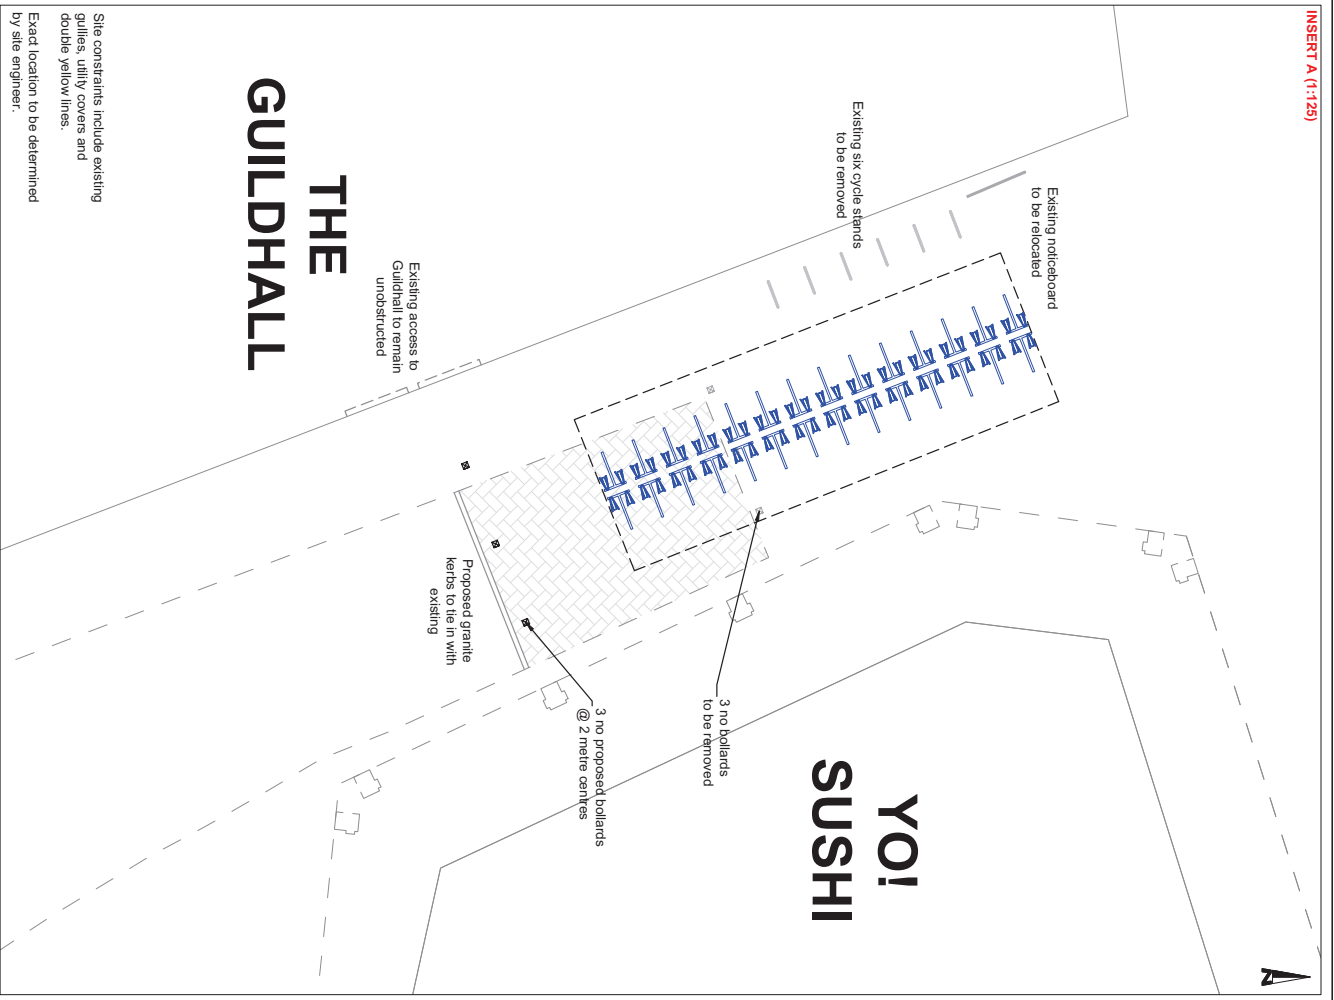 INSERT A (1:125)
Existing noticeboard
to be relocated
Existing six cycle stands
to be removed
THE
GUILDHALL
Existing access to
Guildhall to remain
unobstructed
Proposed granite
kerbs to tie in with
existing
3 no bollards
to be removed
3 no proposed bollards
@ 2 metre centres
YO!
SUSHI
Site constraints include existing
gullies, utility covers and
double yellow lines.
Exact location to be determined
by site engineer.
N